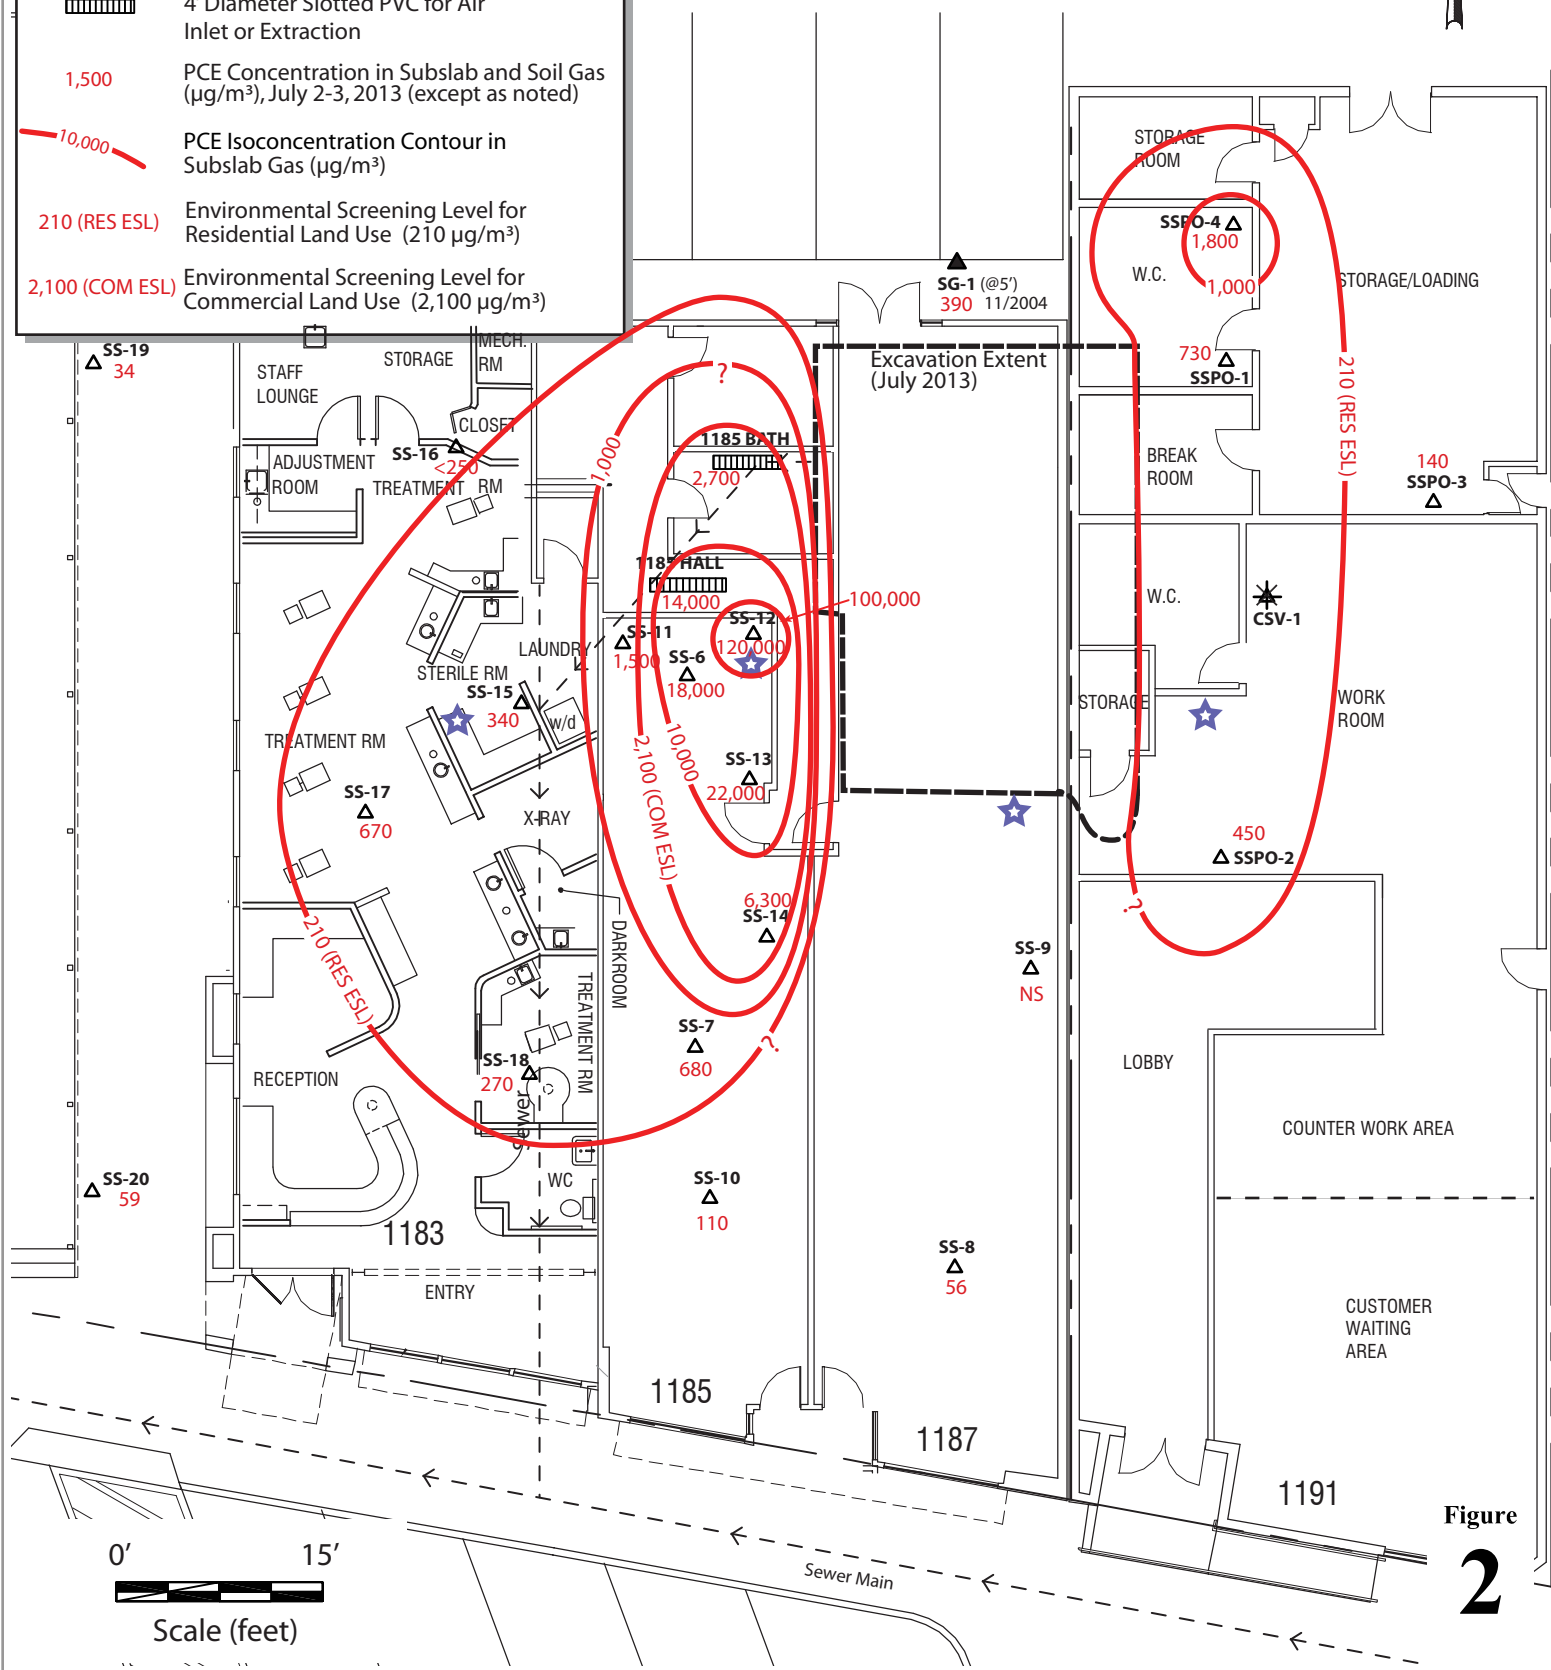 4" Diameter Slotted PVC for Air
Inlet or Extraction
1,500
PCE Concentration in Subslab and Soil Gas
(µg/m³), July 2-3, 2013 (except as noted)
10,000
PCE Isoconcentration Contour in
Subslab Gas (µg/m³)
210 (RES ESL)
Environmental Screening Level for
Residential Land Use (210 µg/m³)
2,100 (COM ESL)
Environmental Screening Level for
Commercial Land Use (2,100 µg/m³)
STORAGE
ROOM
SSPO-4
1,800
W.C.
1,000
STORAGE/LOADING
SG-1 (@5')
390 11/2004
SS-19
34
STAFF
LOUNGE
STORAGE
MECH.
RM
?
Excavation Extent
(July 2013)
730
SSPO-1
210 (RES ESL)
CLOSET
SS-16
<250
ADJUSTMENT
ROOM
TREATMENT RM
1,000
1185 BATH
2,700
BREAK
ROOM
140
SSPO-3
1185 HALL
14,000
100,000
W.C.
CSV-1
SS-12
120,000
SS-11
1,500
LAUNDRY
SS-6
18,000
STERILE RM
SS-15
340
w/d
STORAGE
WORK
ROOM
TREATMENT RM
10,000
2,100 (COM ESL)
SS-13
22,000
SS-17
670
X-RAY
450
SSPO-2
6,300
SS-14
?
210 (RES ESL)
DARKROOM
SS-9
NS
TREATMENT RM
SS-7
680
?
LOBBY
SS-18
270
RECEPTION
Sewer
COUNTER WORK AREA
WC
SS-20
59
SS-10
110
1183
SS-8
56
ENTRY
CUSTOMER
WAITING
AREA
1185
1187
1191
Figure
2
0' 15'
Scale (feet)
Sewer Main